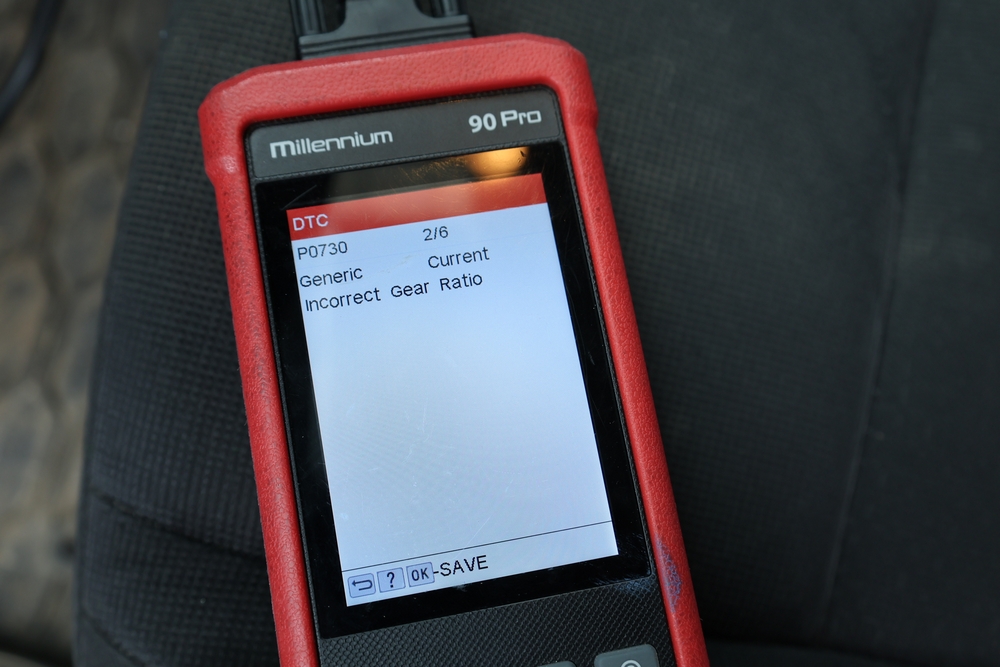 millennium 90 Pro
DTC
P0730 2/6
Generic Current
Incorrect Gear Ratio
? OK-SAVE